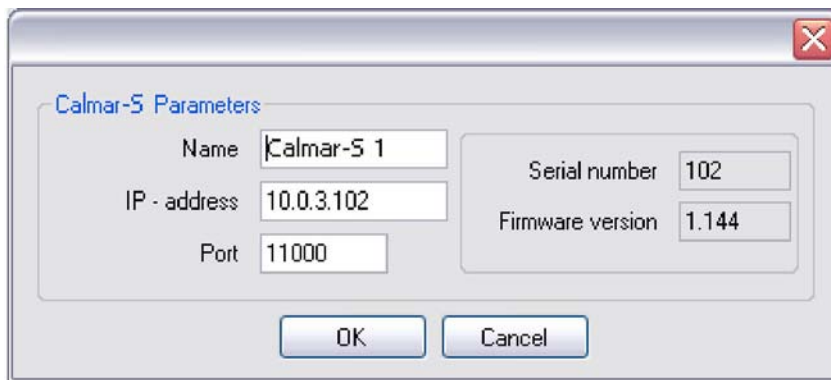 Calmar-S Parameters
Name Calmar-S 1
IP - address 10.0.3.102
Port 11000
Serial number 102
Firmware version 1.144
OK Cancel